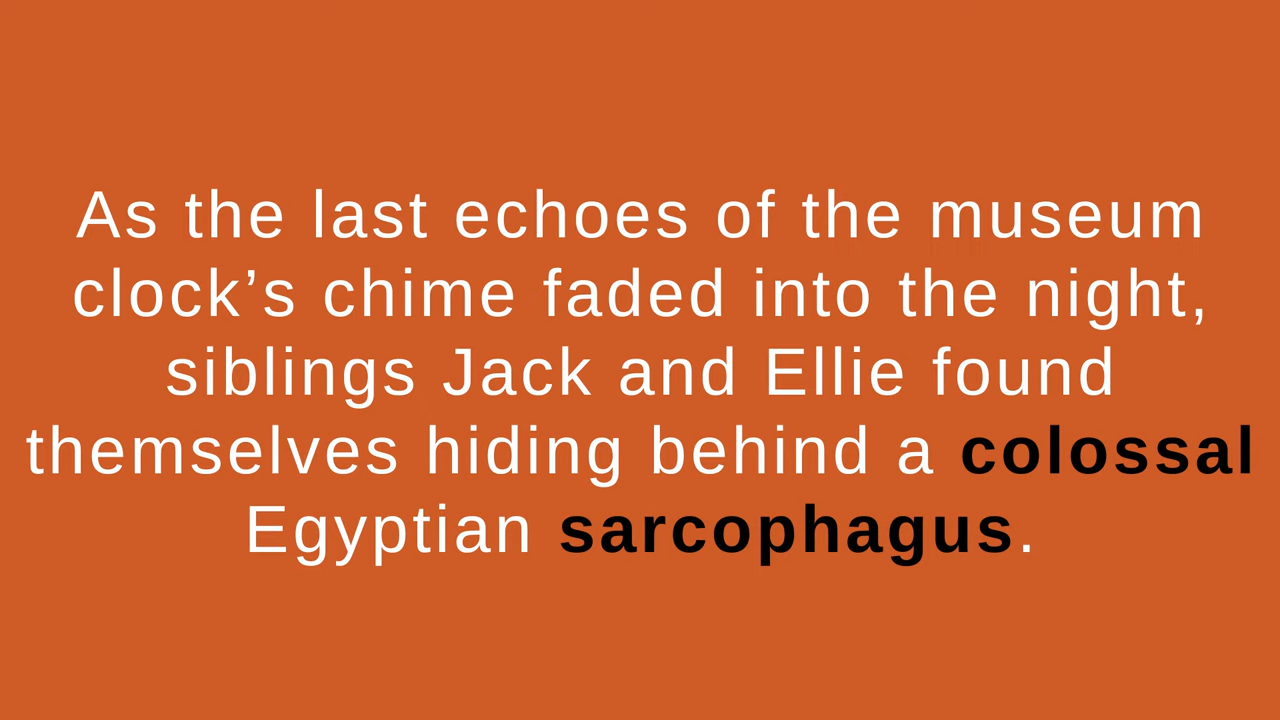 As the last echoes of the museum
clock’s chime faded into the night,
siblings Jack and Ellie found
themselves hiding behind a colossal
Egyptian sarcophagus.